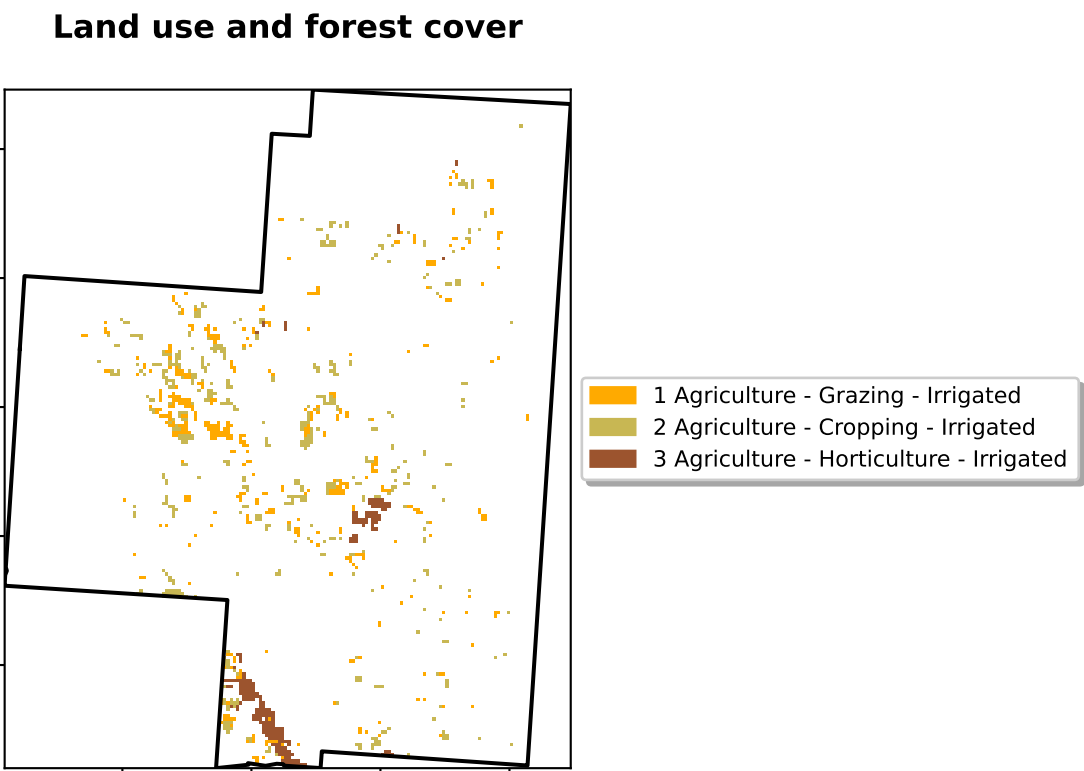 Land use and forest cover
1 Agriculture - Grazing - Irrigated
2 Agriculture - Cropping - Irrigated
3 Agriculture - Horticulture - Irrigated